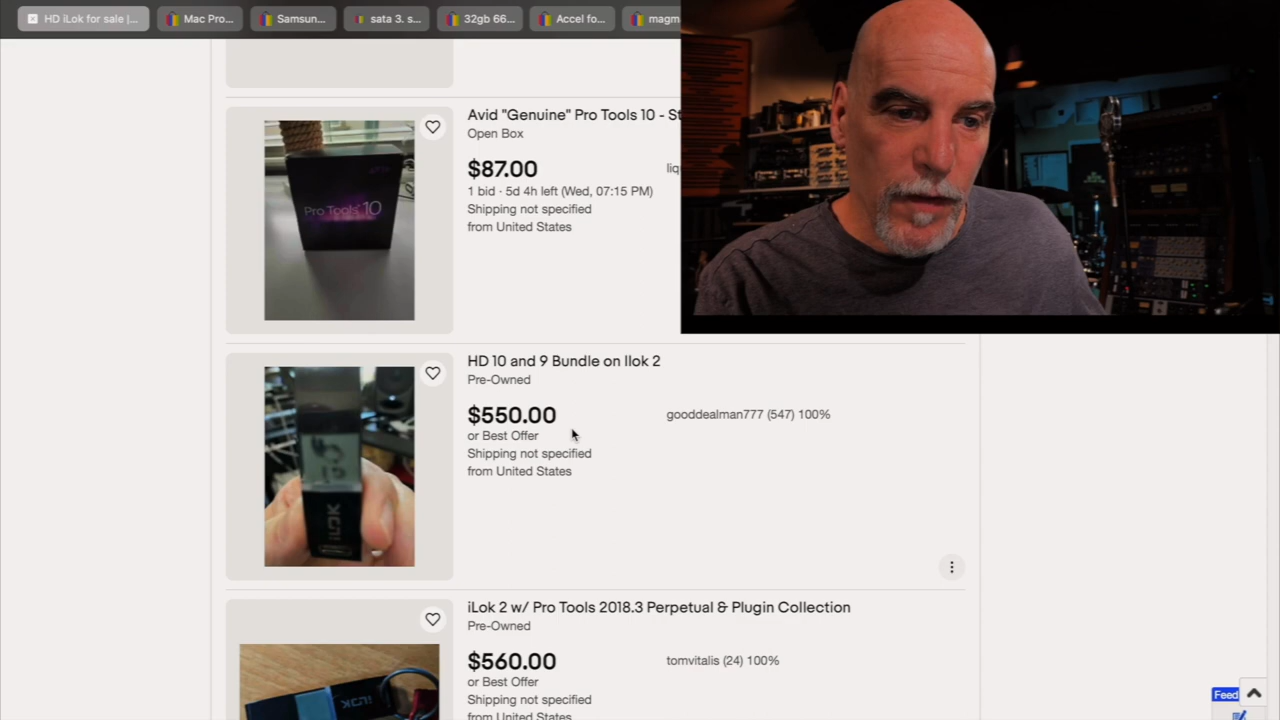 HD iLok for sale |...
Mac Pro...
Samsun...
sata 3. s...
32gb 66...
Accel fo...
magm
Avid "Genuine" Pro Tools 10 - St
Open Box
$87.00
liq
1 bid · 5d 4h left (Wed, 07:15 PM)
Shipping not specified
from United States
Pro Tools 10
HD 10 and 9 Bundle on Ilok 2
Pre-Owned
$550.00
gooddealman777 (547) 100%
or Best Offer
Shipping not specified
from United States
iLOK
iLok 2 w/ Pro Tools 2018.3 Perpetual & Plugin Collection
Pre-Owned
$560.00
tomvitalis (24) 100%
or Best Offer
Shipping not specified
from United States
iLOK
Feed